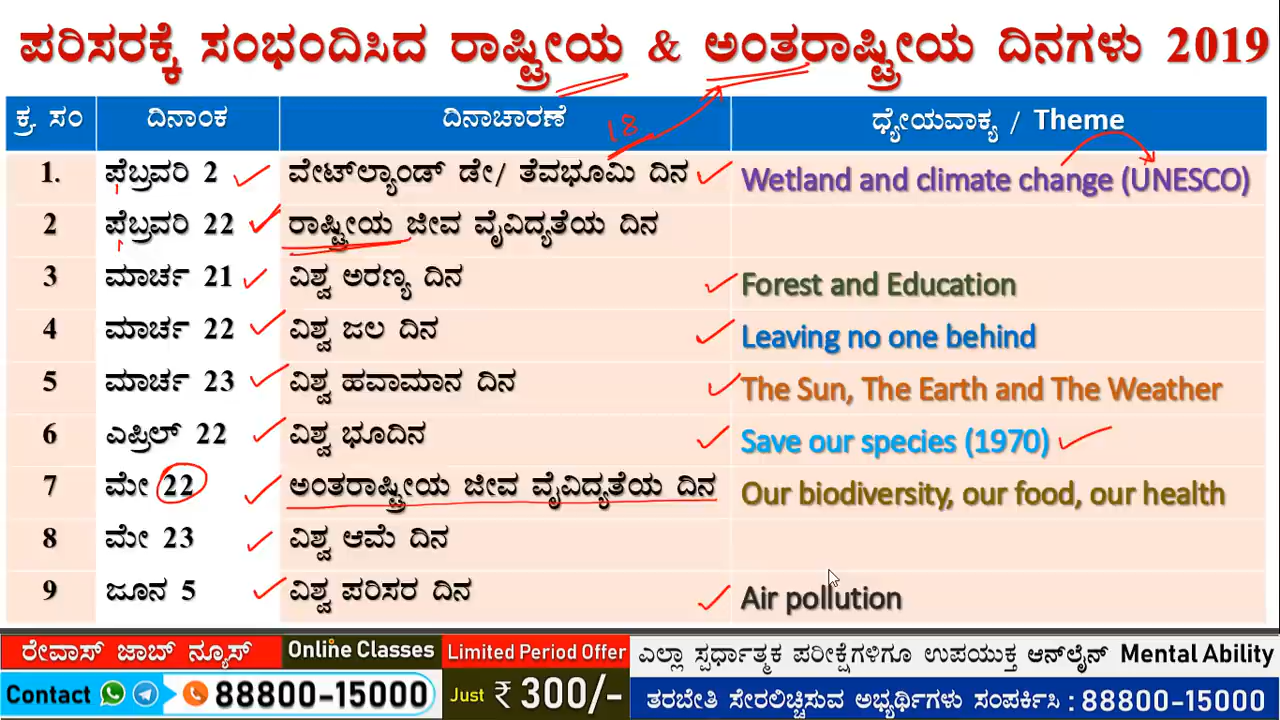 ಪರಿಸರಕ್ಕೆ ಸಂಭಂದಿಸಿದ ರಾಷ್ಟ್ರೀಯ & ಅಂತರಾಷ್ಟ್ರೀಯ ದಿನಗಳು 2019
ಕ್ರ. ಸಂ ದಿನಾಂಕ ದಿನಾಚಾರಣೆ 18 ಧ್ಯೇಯವಾಕ್ಯ / Theme
1. ಫೆಬ್ರವರಿ 2 ವೇಟ್‌ಲ್ಯಾಂಡ್ ಡೇ/ ತೆವಭೂಮಿ ದಿನ Wetland and climate change (UNESCO)
2 ಫೆಬ್ರವರಿ 22 ರಾಷ್ಟ್ರೀಯ ಜೀವ ವೈವಿಧ್ಯತೆಯ ದಿನ
3 ಮಾರ್ಚ 21 ವಿಶ್ವ ಅರಣ್ಯ ದಿನ Forest and Education
4 ಮಾರ್ಚ 22 ವಿಶ್ವ ಜಲ ದಿನ Leaving no one behind
5 ಮಾರ್ಚ 23 ವಿಶ್ವ ಹವಾಮಾನ ದಿನ The Sun, The Earth and The Weather
6 ಎಪ್ರಿಲ್ 22 ವಿಶ್ವ ಭೂದಿನ Save our species (1970)
7 ಮೇ 22 ಅಂತರಾಷ್ಟ್ರೀಯ ಜೀವ ವೈವಿಧ್ಯತೆಯ ದಿನ Our biodiversity, our food, our health
8 ಮೇ 23 ವಿಶ್ವ ಆಮೆ ದಿನ
9 ಜೂನ 5 ವಿಶ್ವ ಪರಿಸರ ದಿನ Air pollution
ರೇವಾಸ್ ಜಾಬ್ ನ್ಯೂಸ್ Online Classes Limited Period Offer ಎಲ್ಲಾ ಸ್ಪರ್ಧಾತ್ಮಕ ಪರೀಕ್ಷೆಗಳಿಗೂ ಉಪಯುಕ್ತ ಆನ್‌ಲೈನ್ Mental Ability
Contact 88800-15000 Just ₹ 300/- ತರಬೇತಿ ಸೇರಲಿಚ್ಚಿಸುವ ಅಭ್ಯರ್ಥಿಗಳು ಸಂಪರ್ಕಿಸಿ : 88800-15000